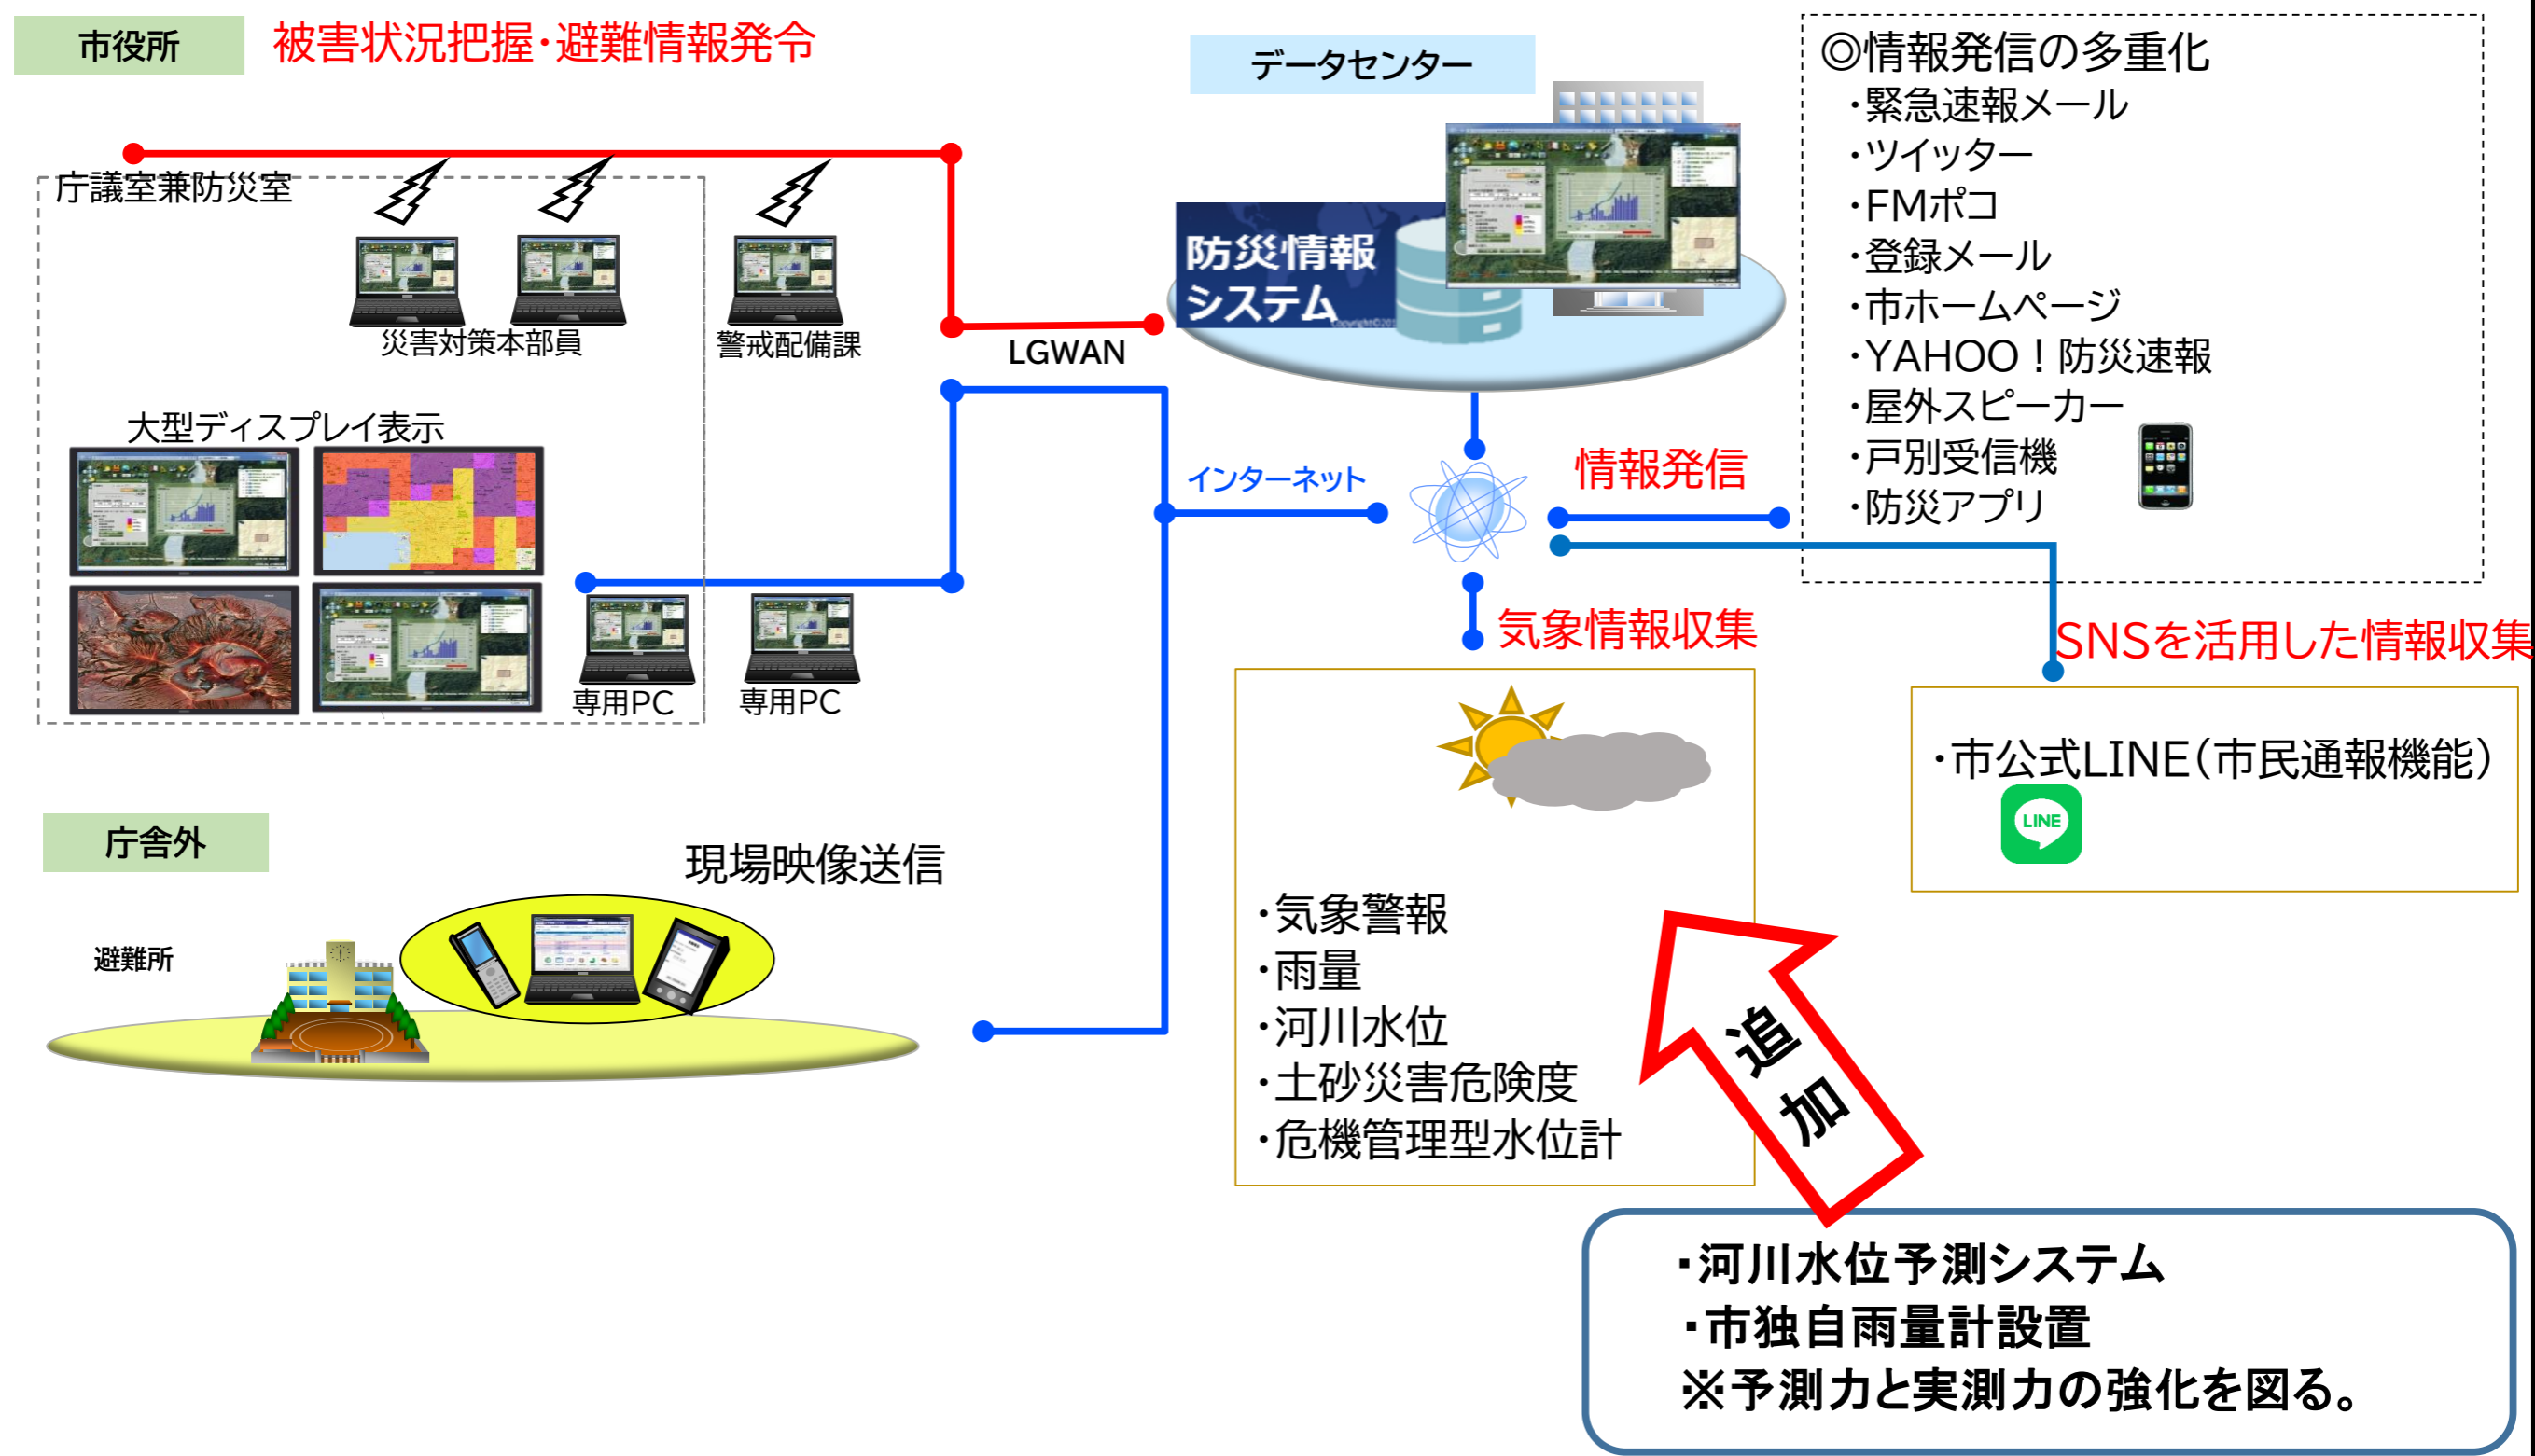 市役所
被害状況把握・避難情報発令
庁議室兼防災室
災害対策本部員
警戒配備課
大型ディスプレイ表示
専用PC
専用PC
LGWAN
データセンター
防災情報
システム
インターネット
情報発信
◎情報発信の多重化
・緊急速報メール
・ツイッター
・FMポコ
・登録メール
・市ホームページ
・YAHOO！防災速報
・屋外スピーカー
・戸別受信機
・防災アプリ
気象情報収集
SNSを活用した情報収集
・市公式LINE(市民通報機能)
LINE
庁舎外
現場映像送信
避難所
・気象警報
・雨量
・河川水位
・土砂災害危険度
・危機管理型水位計
追加
・河川水位予測システム
・市独自雨量計設置
※予測力と実測力の強化を図る。